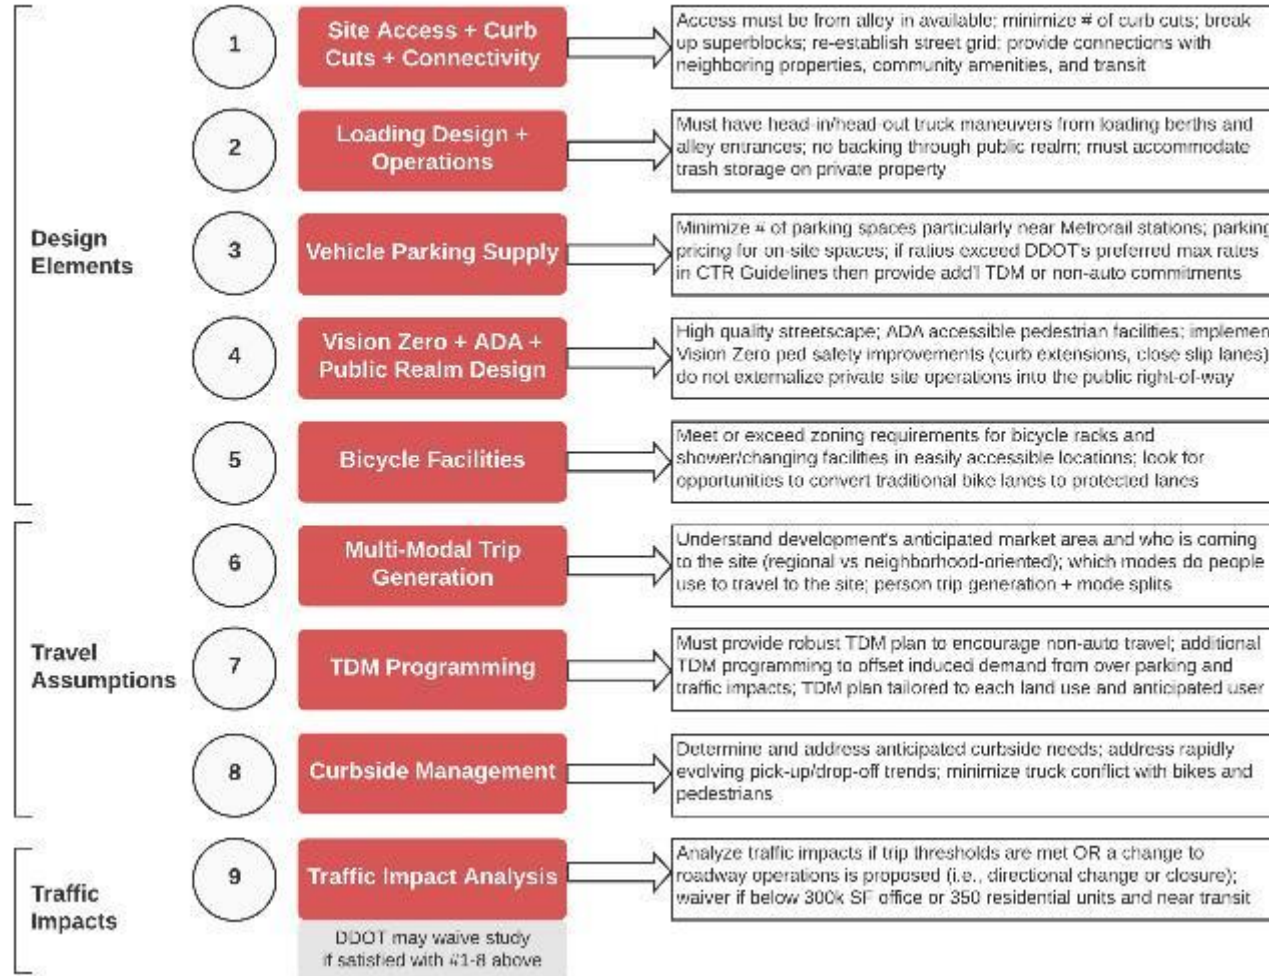 Design
Elements
1
Site Access + Curb
Cuts + Connectivity
Access must be from alley in available; minimize # of curb cuts; break
up superblocks; re-establish street grid; provide connections with
neighboring properties, community amenities, and transit
2
Loading Design +
Operations
Must have head-in/head-out truck maneuvers from loading berths and
alley entrances; no backing through public realm; must accommodate
trash storage on private property
3
Vehicle Parking Supply
Minimize # of parking spaces particularly near Metrorail stations; parking
pricing for on-site spaces; if ratios exceed DDOT's preferred max rates
in CTR Guidelines then provide add'l TDM or non-auto commitments
4
Vision Zero + ADA +
Public Realm Design
High quality streetscape; ADA accessible pedestrian facilities; implemen
Vision Zero ped safety improvements (curb extensions, close slip lanes)
do not externalize private site operations into the public right-of-way
5
Bicycle Facilities
Meet or exceed zoning requirements for bicycle racks and
shower/changing facilities in easily accessible locations; look for
opportunities to convert traditional bike lanes to protected lanes
Travel
Assumptions
6
Multi-Modal Trip
Generation
Understand development's anticipated market area and who is coming
to the site (regional vs neighborhood-oriented); which modes do people
use to travel to the site; person trip generation + mode splits
7
TDM Programming
Must provide robust TDM plan to encourage non-auto travel; additional
TDM programming to offset induced demand from over parking and
traffic impacts; TDM plan tailored to each land use and anticipated user
8
Curbside Management
Determine and address anticipated curbside needs; address rapidly
evolving pick-up/drop-off trends; minimize truck conflict with bikes and
pedestrians
Traffic
Impacts
9
Traffic Impact Analysis
Analyze traffic impacts if trip thresholds are met OR a change to
roadway operations is proposed (i.e., directional change or closure);
waiver if below 300k SF office or 350 residential units and near transit
DDOT may waive study
if satisfied with #1-8 above